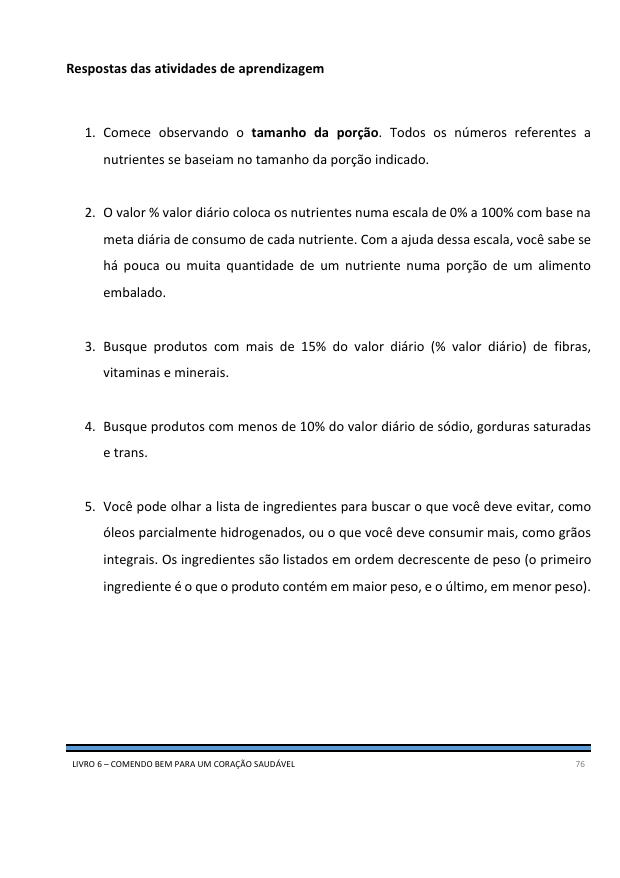 Respostas das atividades de aprendizagem
1. Comece observando o tamanho da porção. Todos os números referentes a
nutrientes se baseiam no tamanho da porção indicado.
2. O valor % valor diário coloca os nutrientes numa escala de 0% a 100% com base na
meta diária de consumo de cada nutriente. Com a ajuda dessa escala, você sabe se
há pouca ou muita quantidade de um nutriente numa porção de um alimento
embalado.
3. Busque produtos com mais de 15% do valor diário (% valor diário) de fibras,
vitaminas e minerais.
4. Busque produtos com menos de 10% do valor diário de sódio, gorduras saturadas
e trans.
5. Você pode olhar a lista de ingredientes para buscar o que você deve evitar, como
óleos parcialmente hidrogenados, ou o que você deve consumir mais, como grãos
integrais. Os ingredientes são listados em ordem decrescente de peso (o primeiro
ingrediente é o que o produto contém em maior peso, e o último, em menor peso).
LIVRO 6 – COMENDO BEM PARA UM CORAÇÃO SAUDÁVEL 76